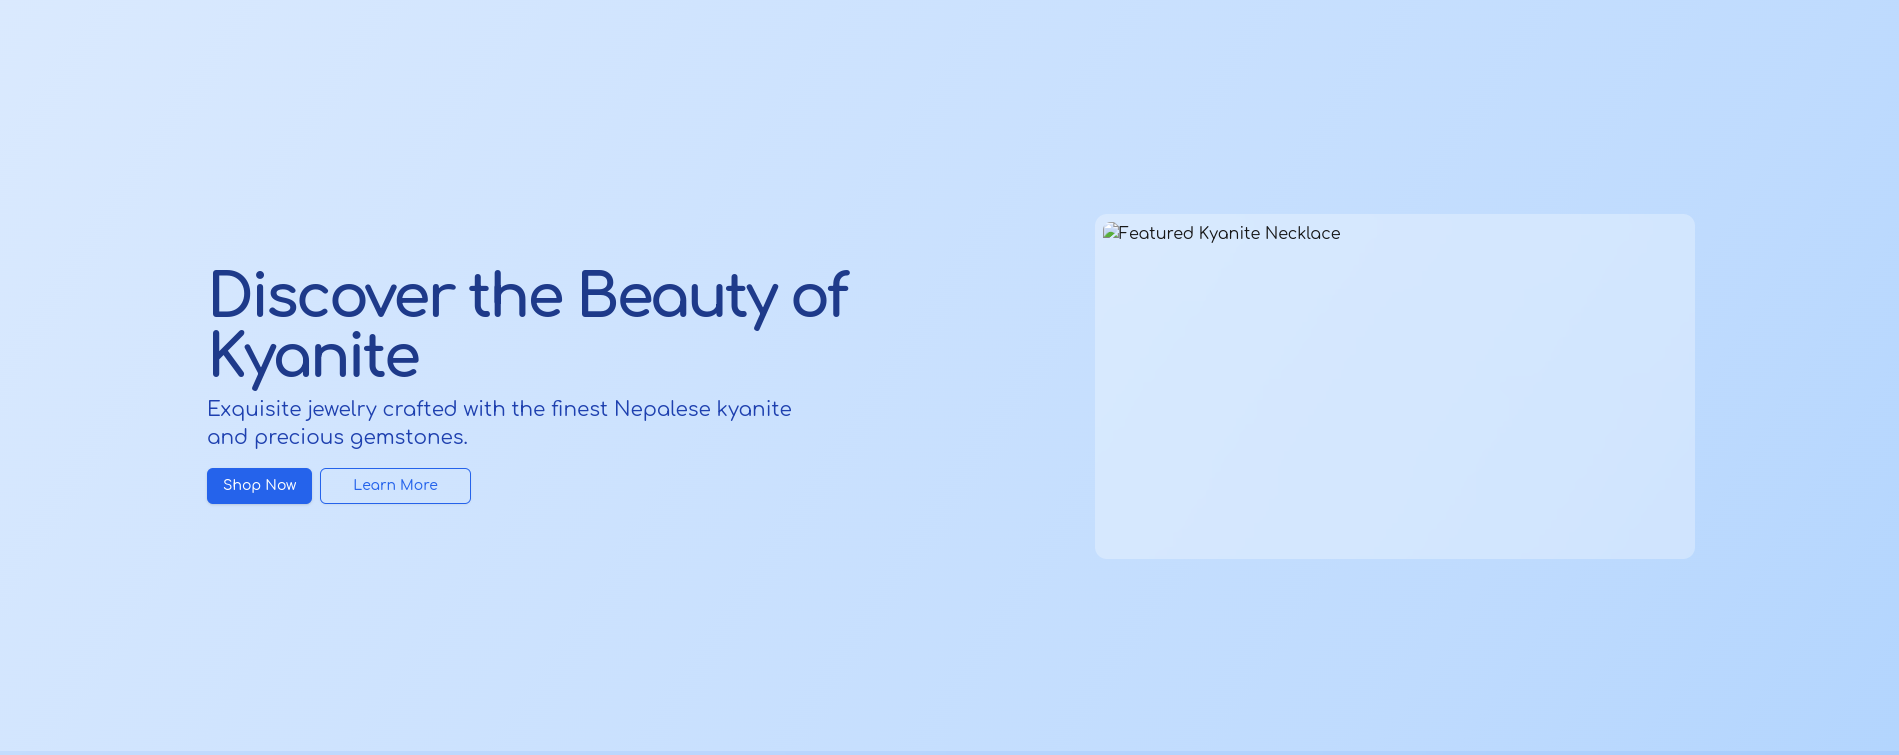 Discover the Beauty of
Kyanite
Exquisite jewelry crafted with the finest Nepalese kyanite
and precious gemstones.
Shop Now
Learn More
Featured Kyanite Necklace